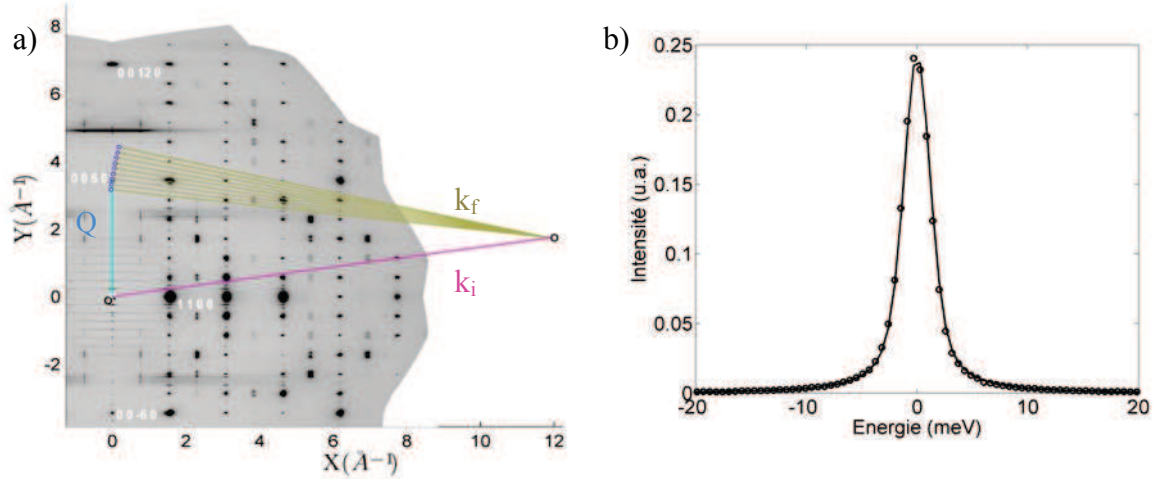 a)
8
6
4
2
0
-2
Y(Å⁻¹)
0 0 12 0
0 0 6 0
1 1 0 0
0 0 -6 0
Q
O
k_f
k_i
0
2
4
6
8
10
12
X(Å⁻¹)
b)
0.25
0.2
0.15
0.1
0.05
0
Intensité (u.a.)
-20
-10
0
10
20
Energie (meV)